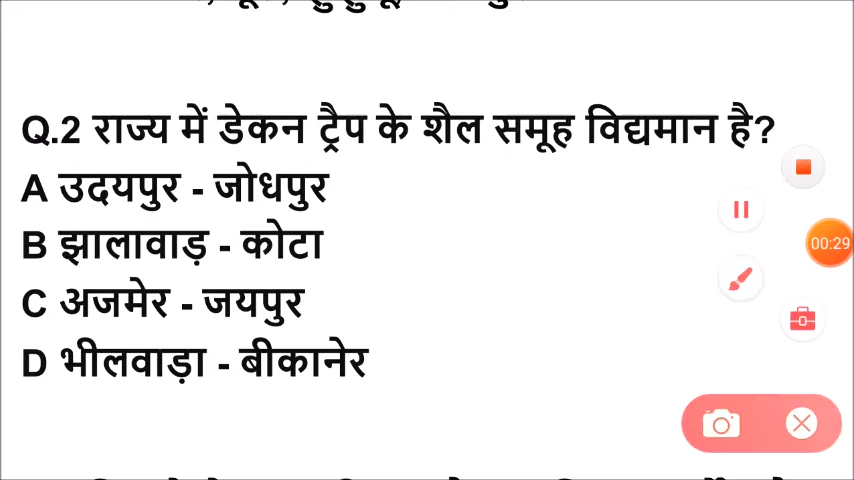 Q.2 राज्य में डेकन ट्रैप के शैल समूह विद्यमान है?
A उदयपुर - जोधपुर
B झालावाड़ - कोटा
00:29
C अजमेर - जयपुर
D भीलवाड़ा - बीकानेर